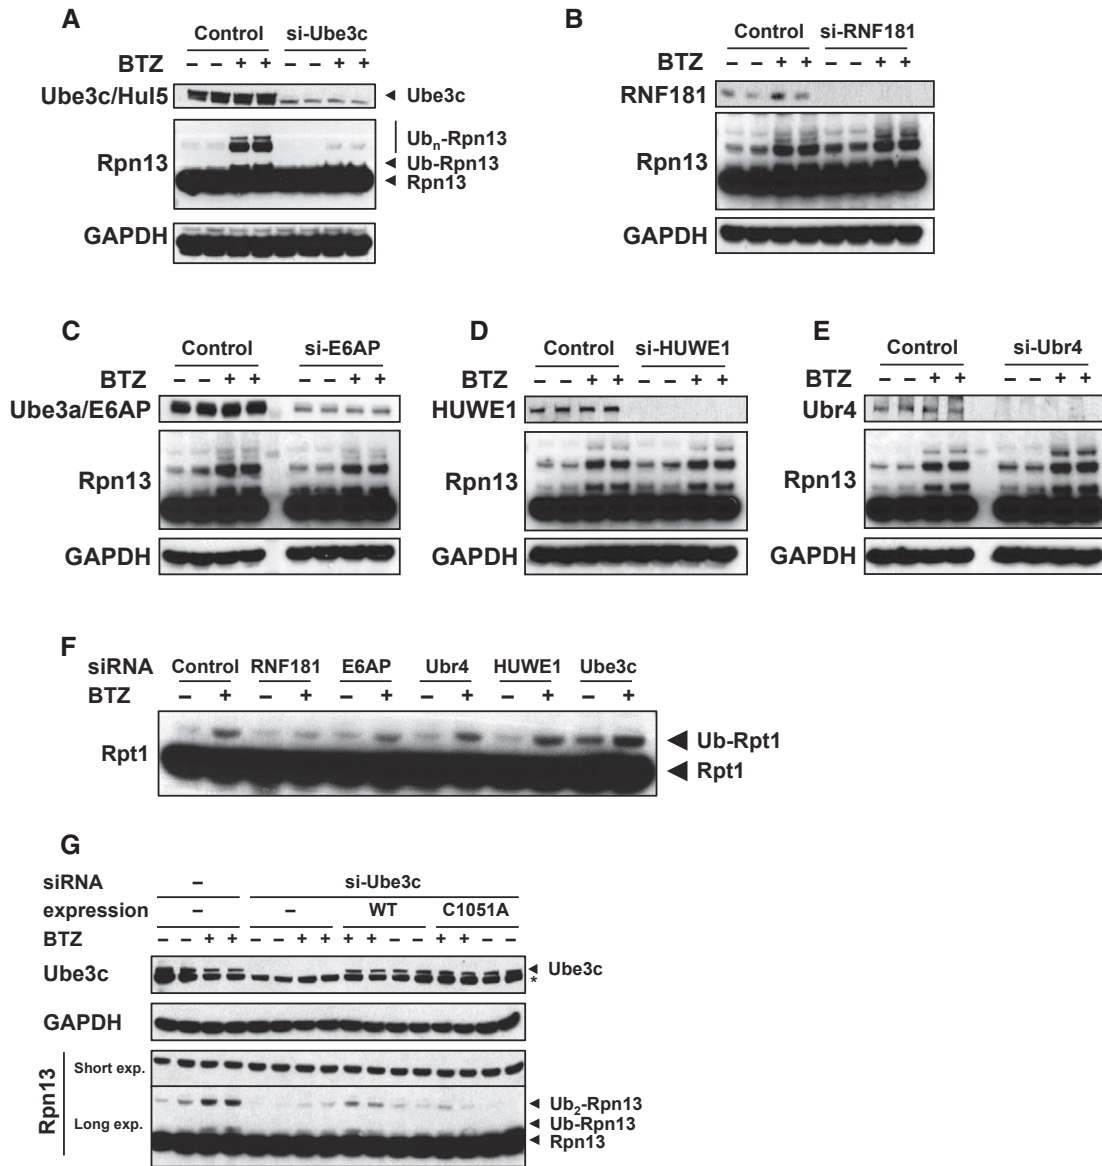 A
Control si-Ube3c
BTZ – – + + – – + +
Ube3c/Hul5 Ube3c
Rpn13 Ubn-Rpn13
Ub-Rpn13
Rpn13
GAPDH
B
Control si-RNF181
BTZ – – + + – – + +
RNF181
Rpn13
GAPDH
C
Control si-E6AP
BTZ – – + + – – + +
Ube3a/E6AP
Rpn13
GAPDH
D
Control si-HUWE1
BTZ – – + + – – + +
HUWE1
Rpn13
GAPDH
E
Control si-Ubr4
BTZ – – + + – – + +
Ubr4
Rpn13
GAPDH
F
siRNA Control RNF181 E6AP Ubr4 HUWE1 Ube3c
BTZ – + – + – + – + – + – +
Rpt1 Ub-Rpt1
Rpt1
G
siRNA – si-Ube3c
expression – – WT C1051A
BTZ – – + + – – + + + + – – + + – –
Ube3c Ube3c
*
GAPDH
Rpn13
Short exp.
Long exp.
Ub2-Rpn13
Ub-Rpn13
Rpn13